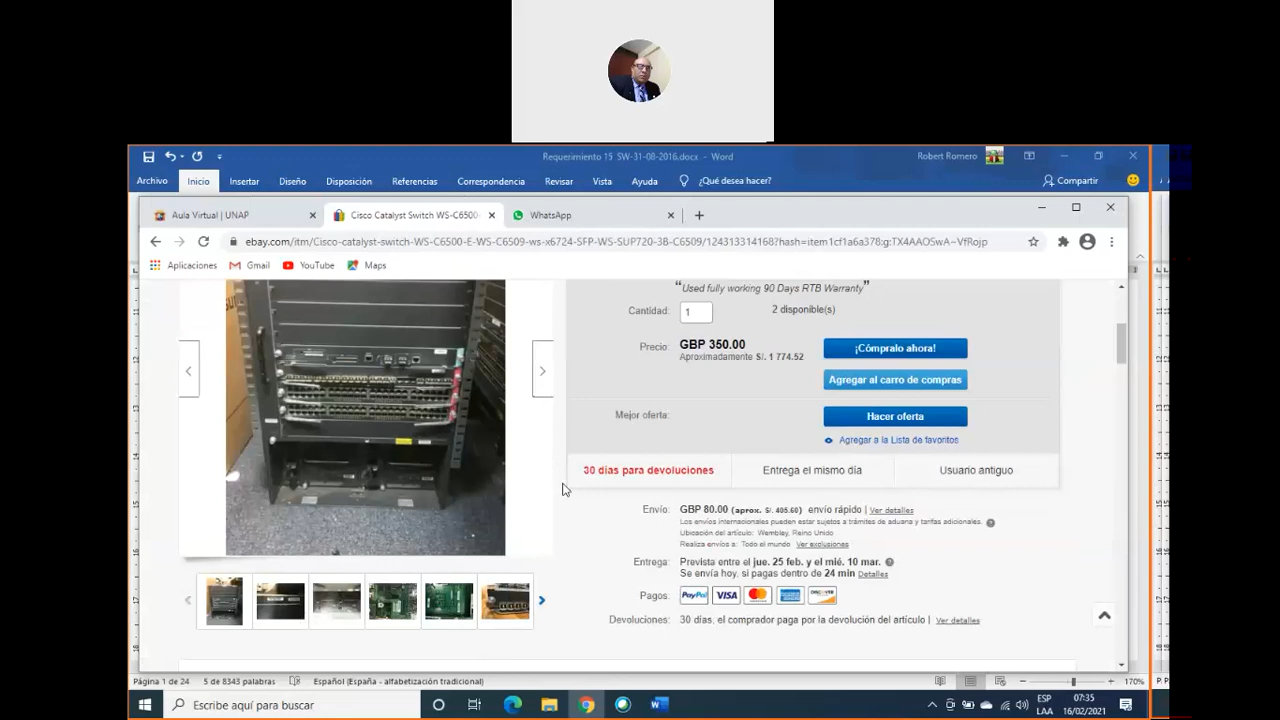 Requerimiento 15 SW-31-08-2016.docx - Word
Robert Romero
Archivo Inicio Insertar Diseño Disposición Referencias Correspondencia Revisar Vista Ayuda ¿Qué desea hacer? Compartir
Aula Virtual | UNAP
Cisco Catalyst Switch WS-C6500
WhatsApp
ebay.com/itm/Cisco-catalyst-switch-WS-C6500-E-WS-C6509-ws-x6724-SFP-WS-SUP720-3B-C6509/124313314168?hash=item1cf1a6a378:g:TX4AAOSwA~VfRojp
Aplicaciones Gmail YouTube Maps
“Used fully working 90 Days RTB Warranty”
Cantidad: 1 2 disponible(s)
Precio: GBP 350.00 ¡Cómpralo ahora!
Aproximadamente S/. 1 774.52
Agregar al carro de compras
Mejor oferta: Hacer oferta
Agregar a la Lista de favoritos
30 días para devoluciones Entrega el mismo día Usuario antiguo
Envío: GBP 80.00 (aprox. S/. 405.60) envío rápido | Ver detalles
Los envíos internacionales pueden estar sujetos a trámites de aduana y tarifas adicionales.
Ubicación del artículo: Wembley, Reino Unido
Realiza envíos a: Todo el mundo Ver exclusiones
Entrega: Prevista entre el jue. 25 feb. y el mié. 10 mar.
Se envía hoy, si pagas dentro de 24 min Detalles
Pagos: PayPal VISA MasterCard AMERICAN EXPRESS DISCOVER
Devoluciones: 30 días, el comprador paga por la devolución del artículo | Ver detalles
Página 1 de 24 5 de 8343 palabras Español (España - alfabetización tradicional) 170%
Escribe aquí para buscar
ESP 07:35
LAA 16/02/2021